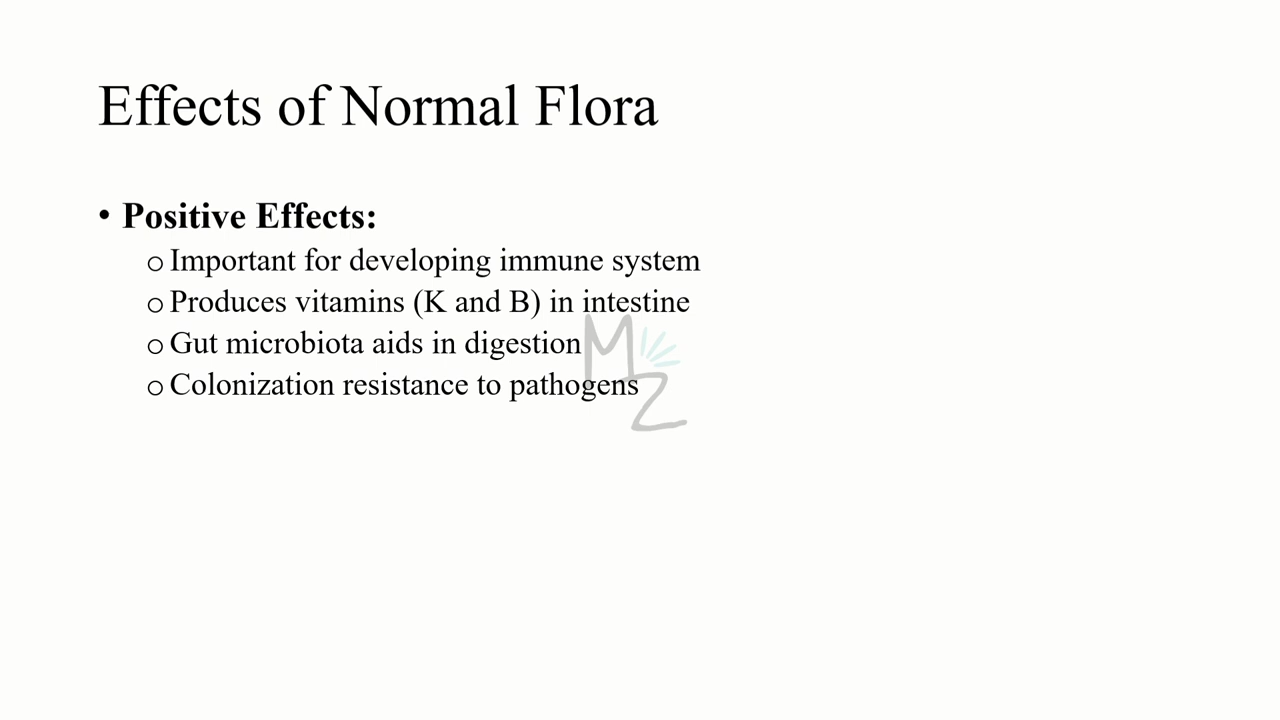 Effects of Normal Flora
• Positive Effects:
o Important for developing immune system
o Produces vitamins (K and B) in intestine
o Gut microbiota aids in digestion
o Colonization resistance to pathogens
MZ